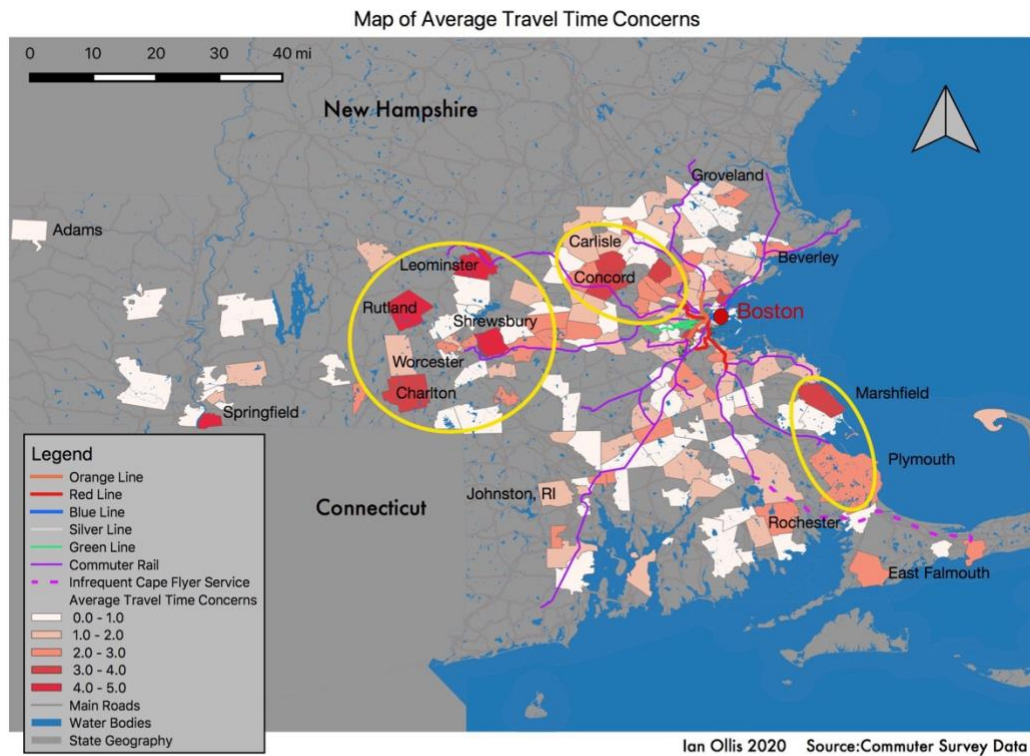 Map of Average Travel Time Concerns
0 10 20 30 40 mi
New Hampshire
Groveland
Adams
Carlisle
Leominster
Concord
Beverley
Rutland
Shrewsbury
Boston
Worcester
Charlton
Marshfield
Springfield
Plymouth
Johnston, RI
Connecticut
Rochester
East Falmouth
Legend
Orange Line
Red Line
Blue Line
Silver Line
Green Line
Commuter Rail
Infrequent Cape Flyer Service
Average Travel Time Concerns
0.0 - 1.0
1.0 - 2.0
2.0 - 3.0
3.0 - 4.0
4.0 - 5.0
Main Roads
Water Bodies
State Geography
Ian Ollis 2020 Source:Commuter Survey Data